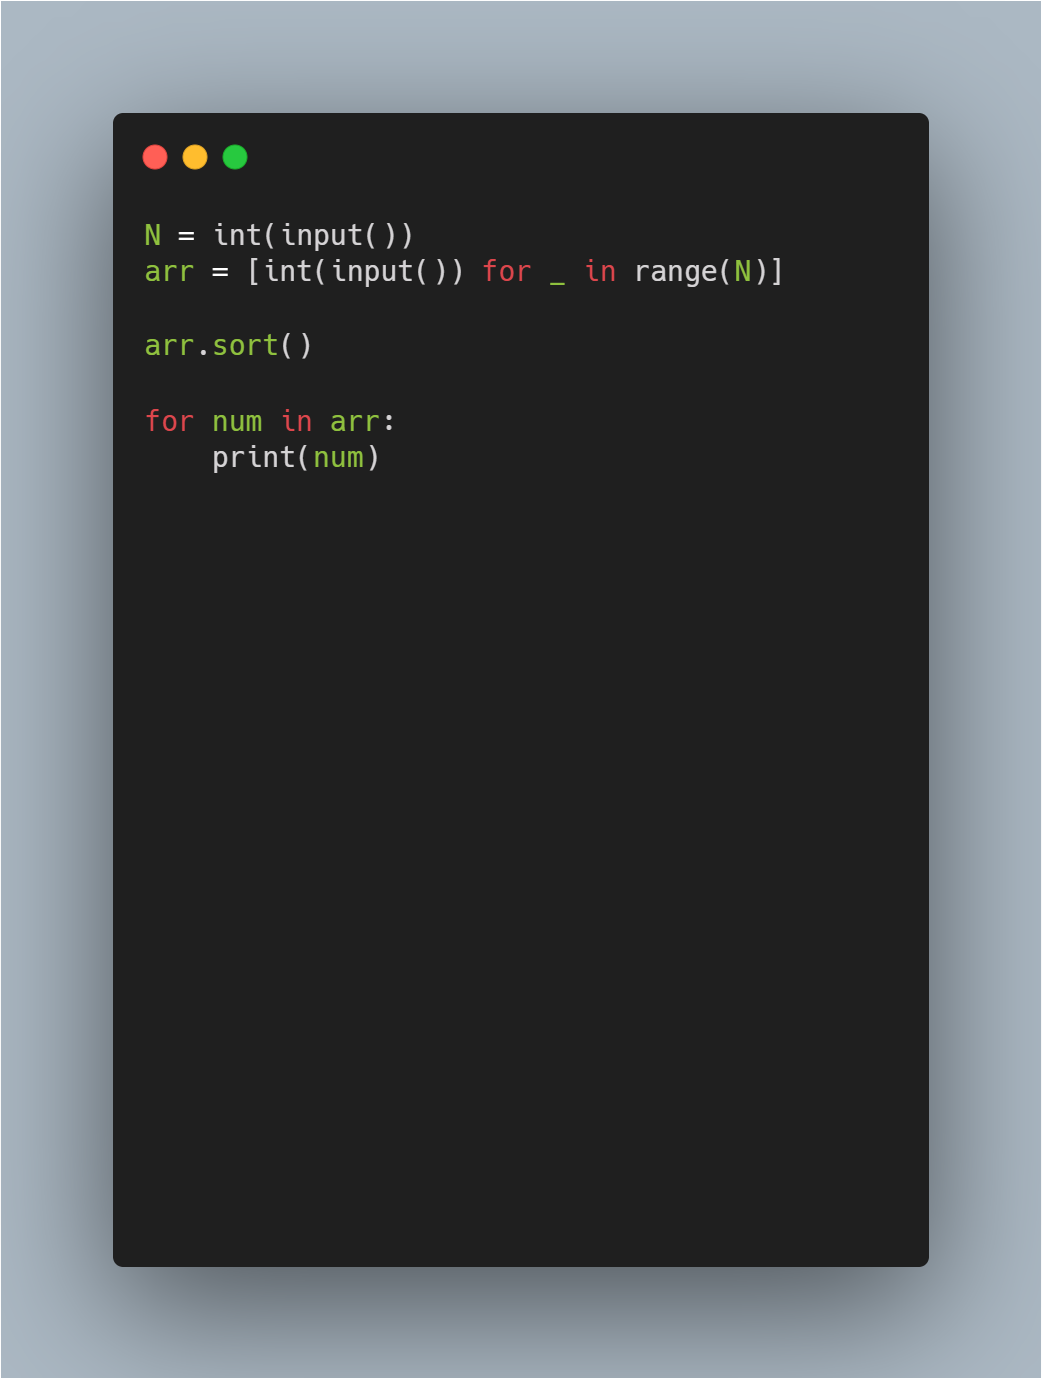 N = int(input())
arr = [int(input()) for _ in range(N)]

arr.sort()

for num in arr:
    print(num)